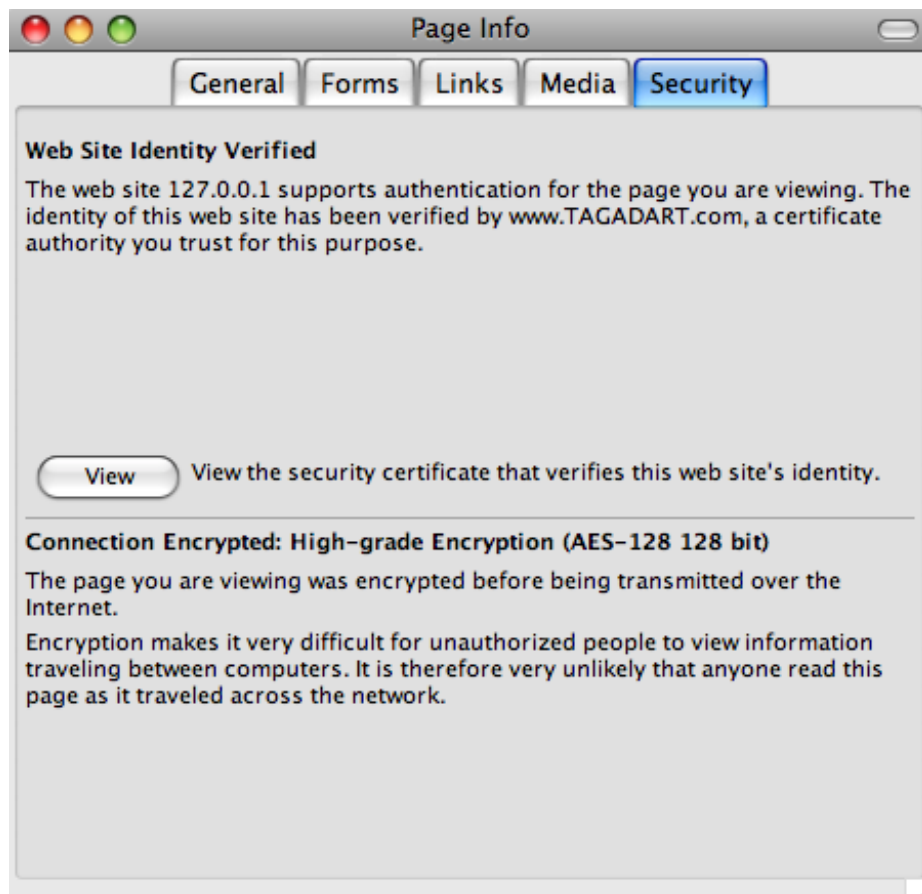 Page Info
General Forms Links Media Security
Web Site Identity Verified
The web site 127.0.0.1 supports authentication for the page you are viewing. The
identity of this web site has been verified by www.TAGADART.com, a certificate
authority you trust for this purpose.
View View the security certificate that verifies this web site's identity.
Connection Encrypted: High-grade Encryption (AES-128 128 bit)
The page you are viewing was encrypted before being transmitted over the
Internet.
Encryption makes it very difficult for unauthorized people to view information
traveling between computers. It is therefore very unlikely that anyone read this
page as it traveled across the network.